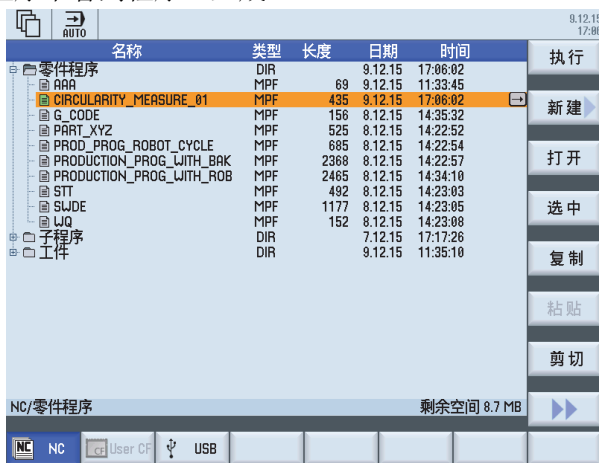 AUTO
9.12.15
名称 类型 长度 日期 时间
零件程序 DIR 9.12.15 17:06:02
AAA MPF 69 9.12.15 11:33:45
CIRCULARITY_MEASURE_01 MPF 435 9.12.15 17:06:02
G_CODE MPF 156 8.12.15 14:35:32
PART_XYZ MPF 525 8.12.15 14:22:52
PROD_PROG_ROBOT_CYCLE MPF 685 8.12.15 14:22:54
PRODUCTION_PROG_WITH_BAK MPF 2368 8.12.15 14:22:57
PRODUCTION_PROG_WITH_ROB MPF 2465 8.12.15 14:34:10
STT MPF 492 8.12.15 14:23:03
SWDE MPF 1177 8.12.15 14:23:05
WQ MPF 152 8.12.15 14:23:08
子程序 DIR 7.12.15 17:17:26
工件 DIR 9.12.15 11:35:10
NC/零件程序 剩余空间 8.7 MB
执行
新建
打开
选中
复制
粘贴
剪切
NC NC CF User CF USB